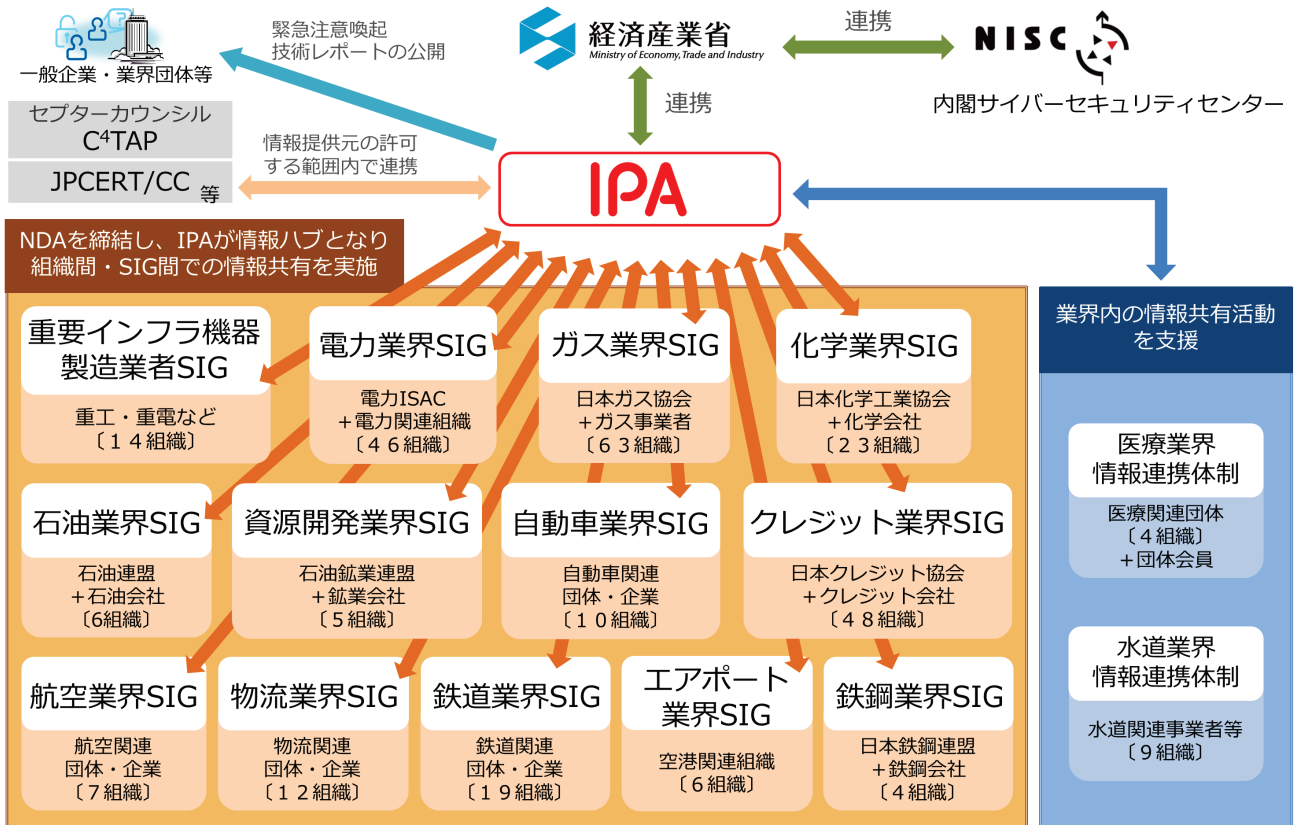 緊急注意喚起
技術レポートの公開
一般企業・業界団体等
経済産業省
Ministry of Economy, Trade and Industry
連携
NISC
内閣サイバーセキュリティセンター
連携
セプターカウンシル
C⁴TAP
JPCERT/CC 等
情報提供元の許可
する範囲内で連携
IPA
NDAを締結し、IPAが情報ハブとなり
組織間・SIG間での情報共有を実施
重要インフラ機器
製造業者SIG
重工・重電など
〔14組織〕
電力業界SIG
電力ISAC
＋電力関連組織
〔46組織〕
ガス業界SIG
日本ガス協会
＋ガス事業者
〔63組織〕
化学業界SIG
日本化学工業協会
＋化学会社
〔23組織〕
石油業界SIG
石油連盟
＋石油会社
〔6組織〕
資源開発業界SIG
石油鉱業連盟
＋鉱業会社
〔5組織〕
自動車業界SIG
自動車関連
団体・企業
〔10組織〕
クレジット業界SIG
日本クレジット協会
＋クレジット会社
〔48組織〕
航空業界SIG
航空関連
団体・企業
〔7組織〕
物流業界SIG
物流関連
団体・企業
〔12組織〕
鉄道業界SIG
鉄道関連
団体・企業
〔19組織〕
エアポート
業界SIG
空港関連組織
〔6組織〕
鉄鋼業界SIG
日本鉄鋼連盟
＋鉄鋼会社
〔4組織〕
業界内の情報共有活動
を支援
医療業界
情報連携体制
医療関連団体
〔4組織〕
＋団体会員
水道業界
情報連携体制
水道関連事業者等
〔9組織〕